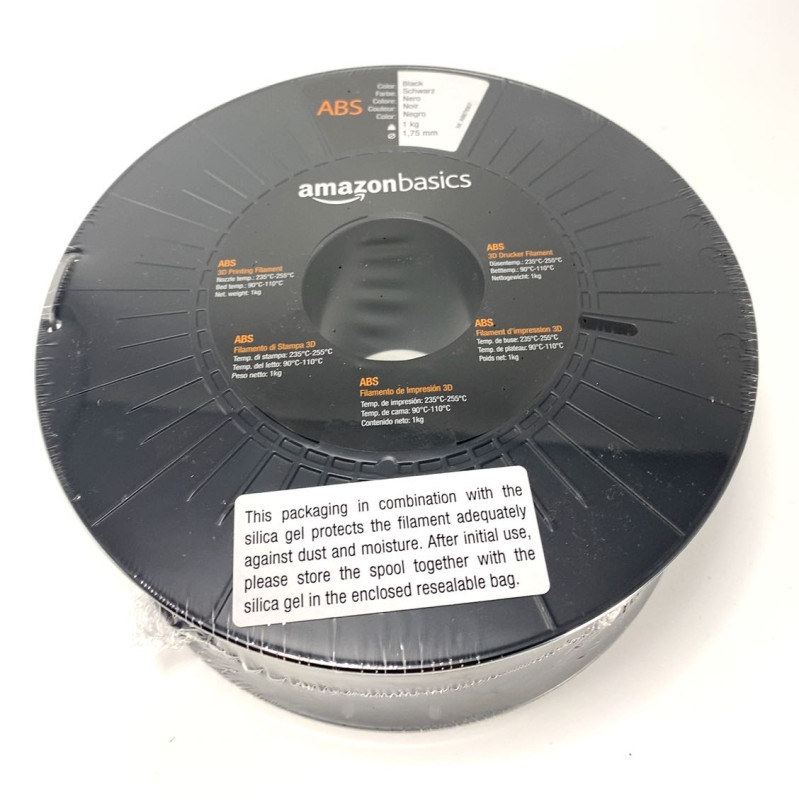 ABS
Color: Black
Farbe: Schwarz
Colore: Nero
Couleur: Noir
Color: Negro
1 kg
1,75 mm
amazonbasics
ABS
3D Printing Filament
Nozzle temp.: 235°C-255°C
Bed temp.: 90°C-110°C
Net. weight: 1kg
ABS
3D Drucker Filament
Düsentemp.: 235°C-255°C
Betttemp.: 90°C-110°C
Nettogewicht: 1kg
ABS
Filamento di Stampa 3D
Temp. di stampa: 235°C-255°C
Temp. del letto: 90°C-110°C
Peso netto: 1kg
ABS
Filament d'impression 3D
Temp. de buse: 235°C-255°C
Temp. de plateau: 90°C-110°C
Poids net: 1kg
ABS
Filamento de Impresión 3D
Temp. de impresión: 235°C-255°C
Temp. de cama: 90°C-110°C
Contenido neto: 1kg
This packaging in combination with the
silica gel protects the filament adequately
against dust and moisture. After initial use,
please store the spool together with the
silica gel in the enclosed resealable bag.